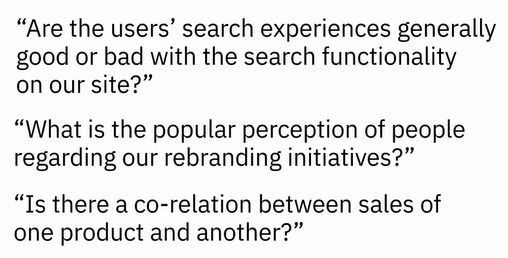 “Are the users’ search experiences generally
good or bad with the search functionality
on our site?”
“What is the popular perception of people
regarding our rebranding initiatives?”
“Is there a co-relation between sales of
one product and another?”